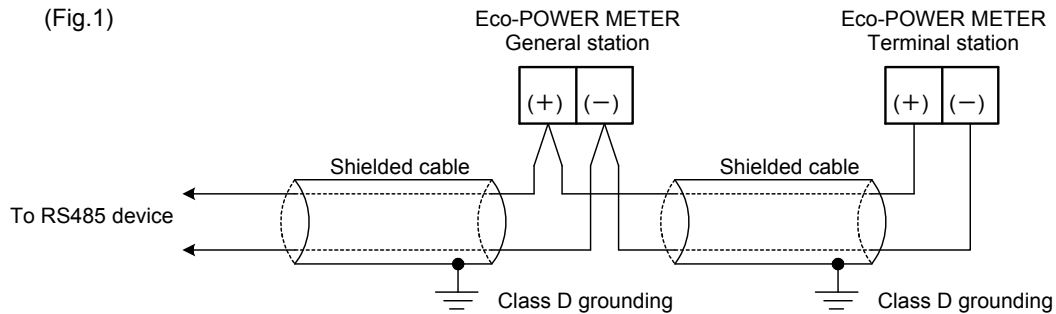 (Fig.1)
Eco-POWER METER
General station
Eco-POWER METER
Terminal station
(+) (−)
(+) (−)
Shielded cable
Shielded cable
To RS485 device
Class D grounding
Class D grounding